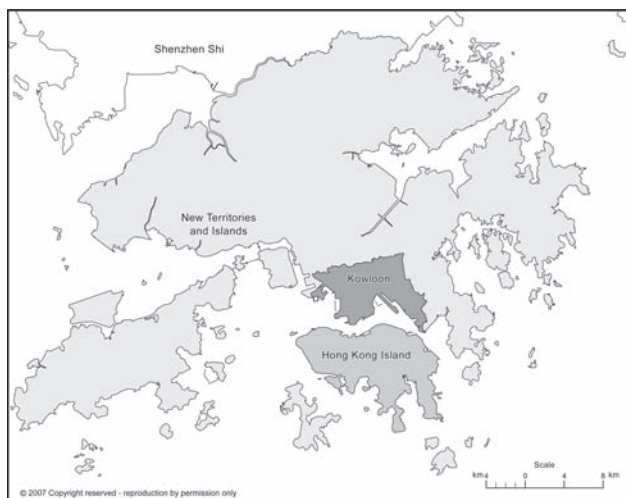 Shenzhen Shi
New Territories
and Islands
Kowloon
Hong Kong Island
Scale
km 4 0 4 8 km
© 2007 Copyright reserved - reproduction by permission only